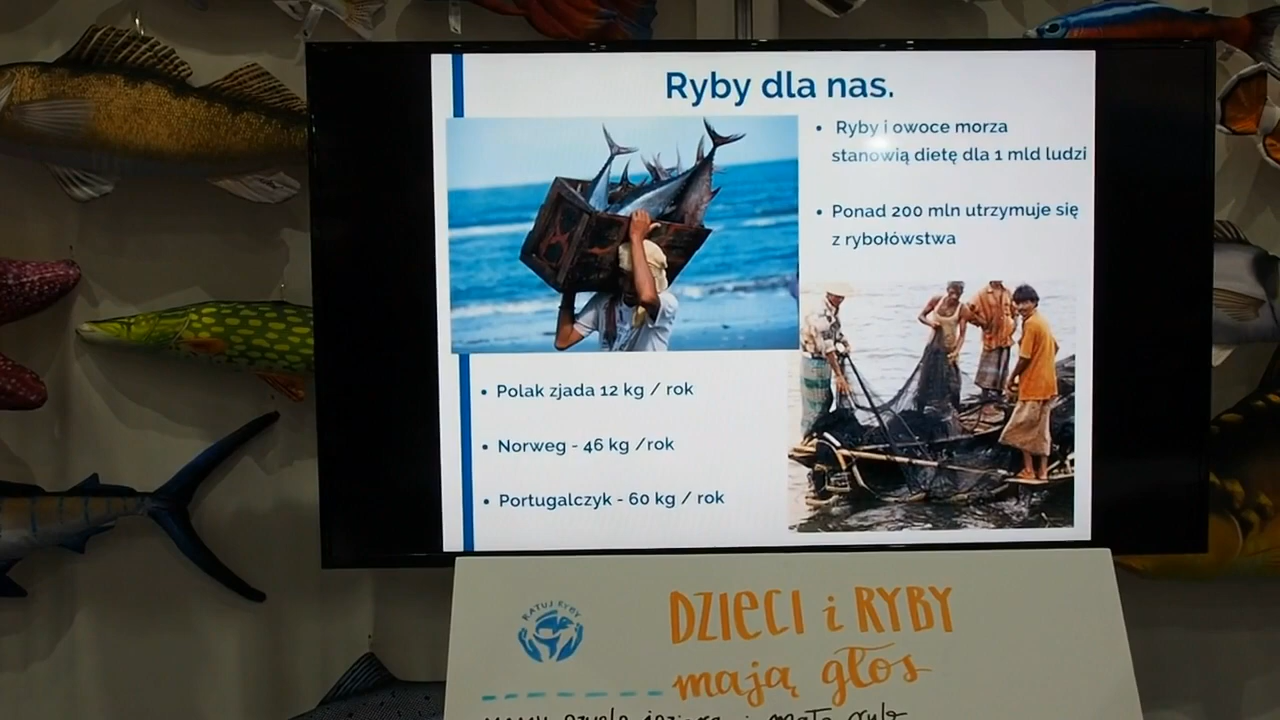 Ryby dla nas.
• Ryby i owoce morza
stanowią dietę dla 1 mld ludzi
• Ponad 200 mln utrzymuje się
z rybołówstwa
• Polak zjada 12 kg / rok
• Norweg - 46 kg /rok
• Portugalczyk - 60 kg / rok
RATUJ RYBY
DZIECI i RYBY
mają głos